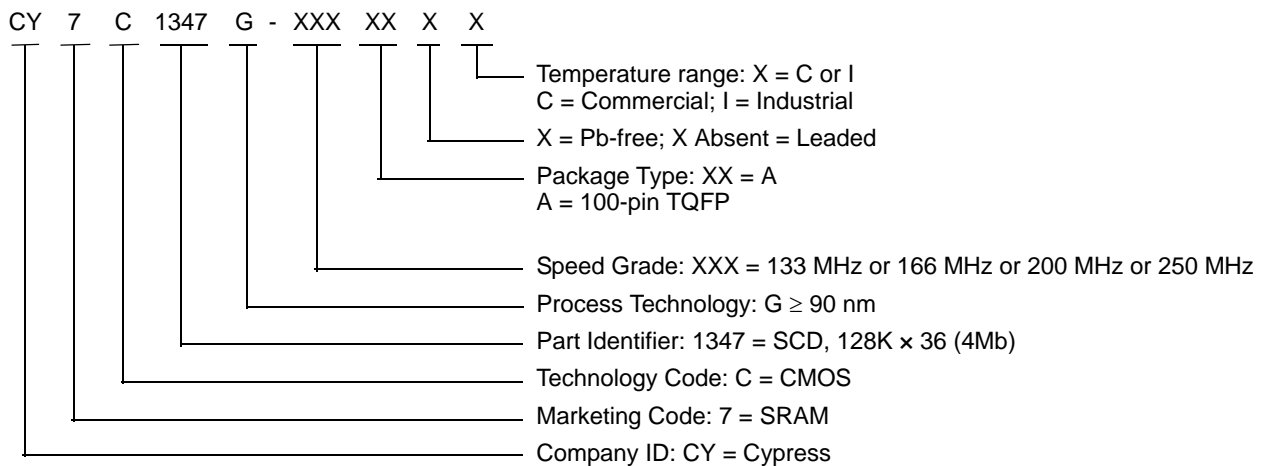 CY 7 C 1347 G - XXX XX X X
Temperature range: X = C or I
C = Commercial; I = Industrial
X = Pb-free; X Absent = Leaded
Package Type: XX = A
A = 100-pin TQFP
Speed Grade: XXX = 133 MHz or 166 MHz or 200 MHz or 250 MHz
Process Technology: G ≥ 90 nm
Part Identifier: 1347 = SCD, 128K × 36 (4Mb)
Technology Code: C = CMOS
Marketing Code: 7 = SRAM
Company ID: CY = Cypress